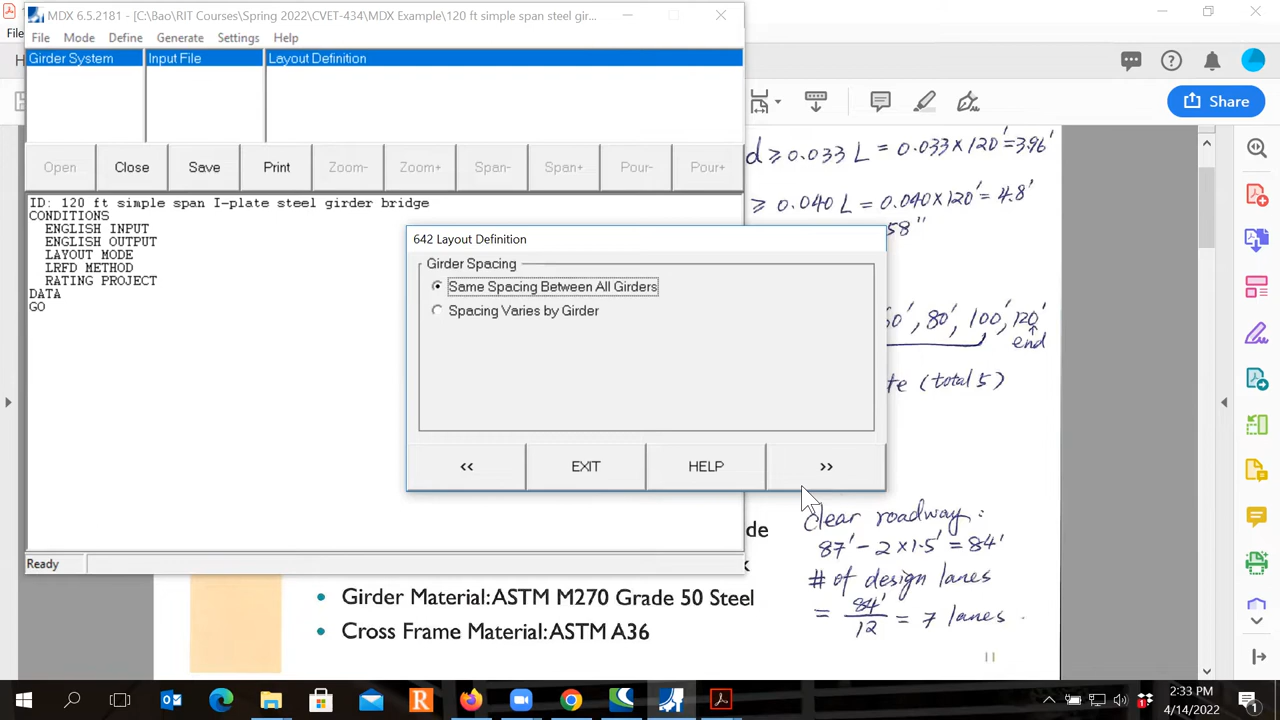 MDX 6.5.2181 - [C:\Bao\RIT Courses\Spring 2022\CVET-434\MDX Example\120 ft simple span steel gir...
File Mode Define Generate Settings Help
Girder System Input File Layout Definition
Open Close Save Print Zoom- Zoom+ Span- Span+ Pour- Pour+
ID: 120 ft simple span I-plate steel girder bridge
CONDITIONS
ENGLISH INPUT
ENGLISH OUTPUT
LAYOUT MODE
LRFD METHOD
RATING PROJECT
DATA
GO
Ready
642 Layout Definition
Girder Spacing
Same Spacing Between All Girders
Spacing Varies by Girder
<< EXIT HELP >>
Share
d ≥ 0.033 L = 0.033×120' = 3.96'
≥ 0.040 L = 0.040×120' = 4.8'
58"
80', 100', 120'
end
(total 5)
clear roadway:
87' - 2×1.5' = 84'
# of design lanes
= 84' / 12 = 7 lanes
• Girder Material: ASTM M270 Grade 50 Steel
• Cross Frame Material: ASTM A36
11
2:33 PM
4/14/2022